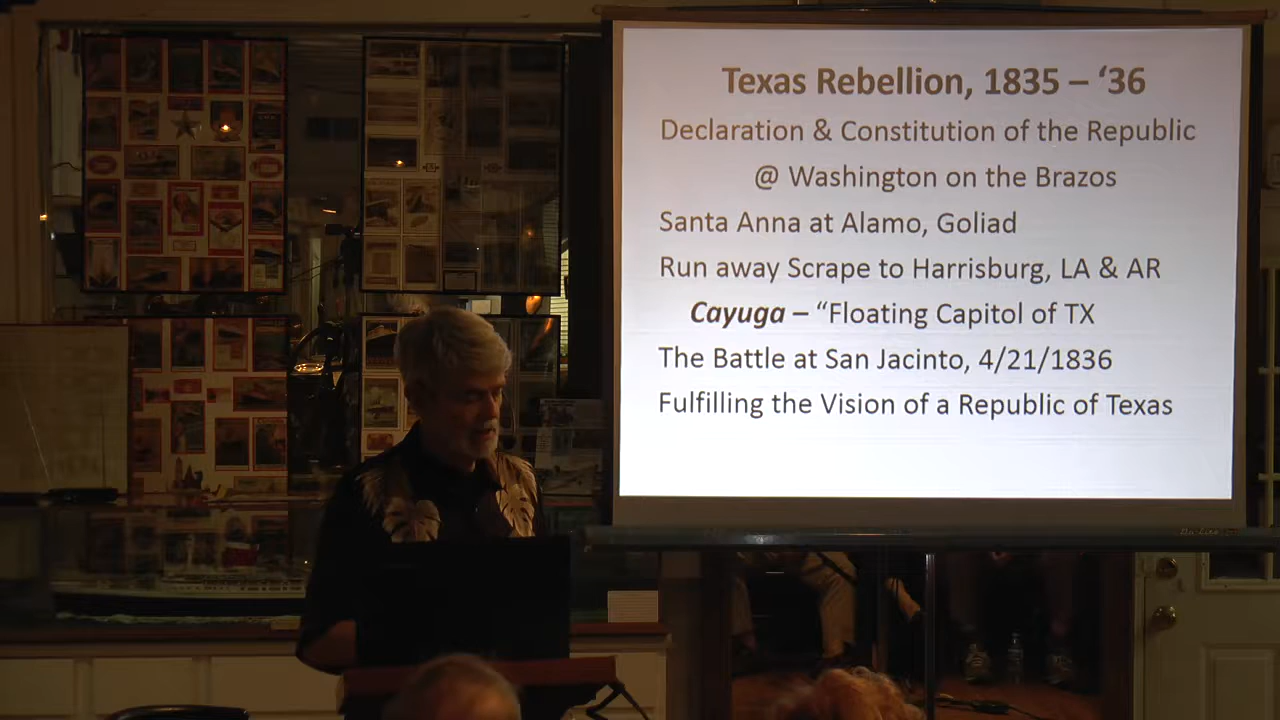 Texas Rebellion, 1835 – ‘36
Declaration & Constitution of the Republic
@ Washington on the Brazos
Santa Anna at Alamo, Goliad
Run away Scrape to Harrisburg, LA & AR
Cayuga – “Floating Capitol of TX
The Battle at San Jacinto, 4/21/1836
Fulfilling the Vision of a Republic of Texas